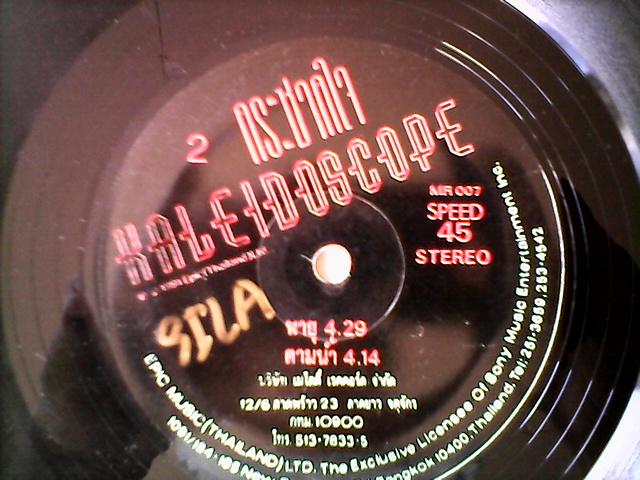 กระชากใจ
2
KALEIDOSCOPE
MR 007
SPEED
45
STEREO
SILA
พายุ 4.29
ตามน้ำ 4.14
บริษัท เมโลดี้ เรคคอร์ด จำกัด
12/6 ลาดพร้าว 23 ลาดยาว จตุจักร
กทม. 10900
โทร. 513-7833-5
EPIC MUSIC (THAILAND) LTD. The Exclusive Licensee Of Sony Music Entertainment Inc.
Bangkok 10400, Thailand. Tel: 251-3659, 253-4542